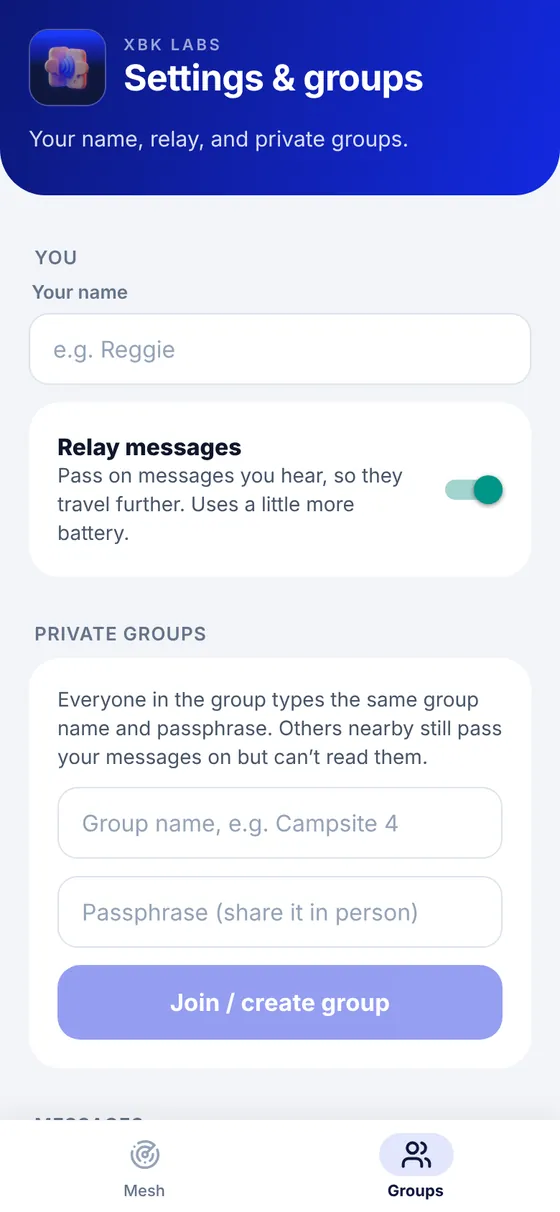 XBK LABS
Settings & groups
Your name, relay, and private groups.
YOU
Your name
e.g. Reggie
Relay messages
Pass on messages you hear, so they
travel further. Uses a little more
battery.
PRIVATE GROUPS
Everyone in the group types the same group
name and passphrase. Others nearby still pass
your messages on but can’t read them.
Group name, e.g. Campsite 4
Passphrase (share it in person)
Join / create group
Mesh
Groups